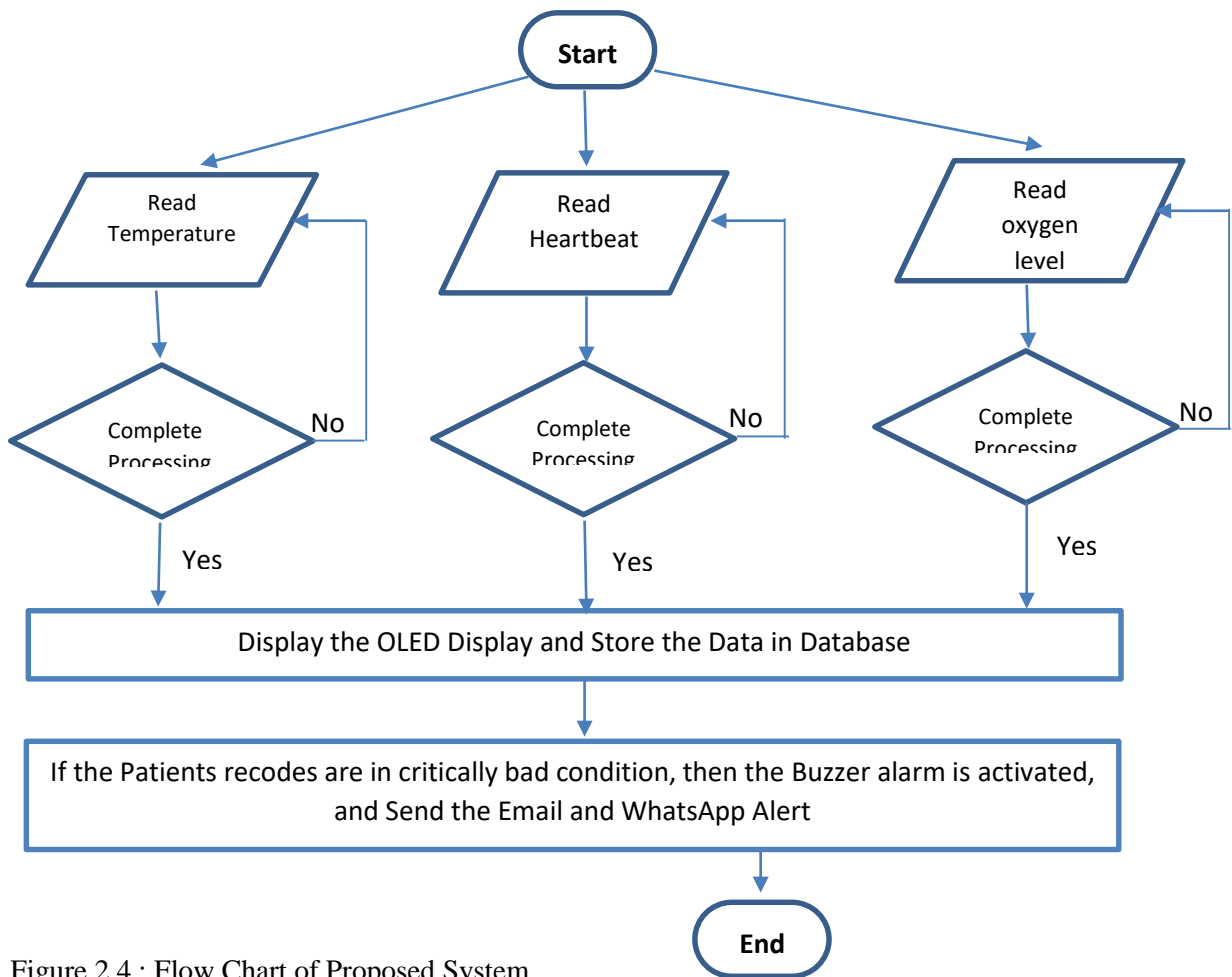 Start
Read
Temperature
Read
Heartbeat
Read
oxygen
level
Complete
Processing
No
Complete
Processing
No
Complete
Processing
No
Yes
Yes
Yes
Display the OLED Display and Store the Data in Database
If the Patients recodes are in critically bad condition, then the Buzzer alarm is activated,
and Send the Email and WhatsApp Alert
End
Figure 2.4 : Flow Chart of Proposed System